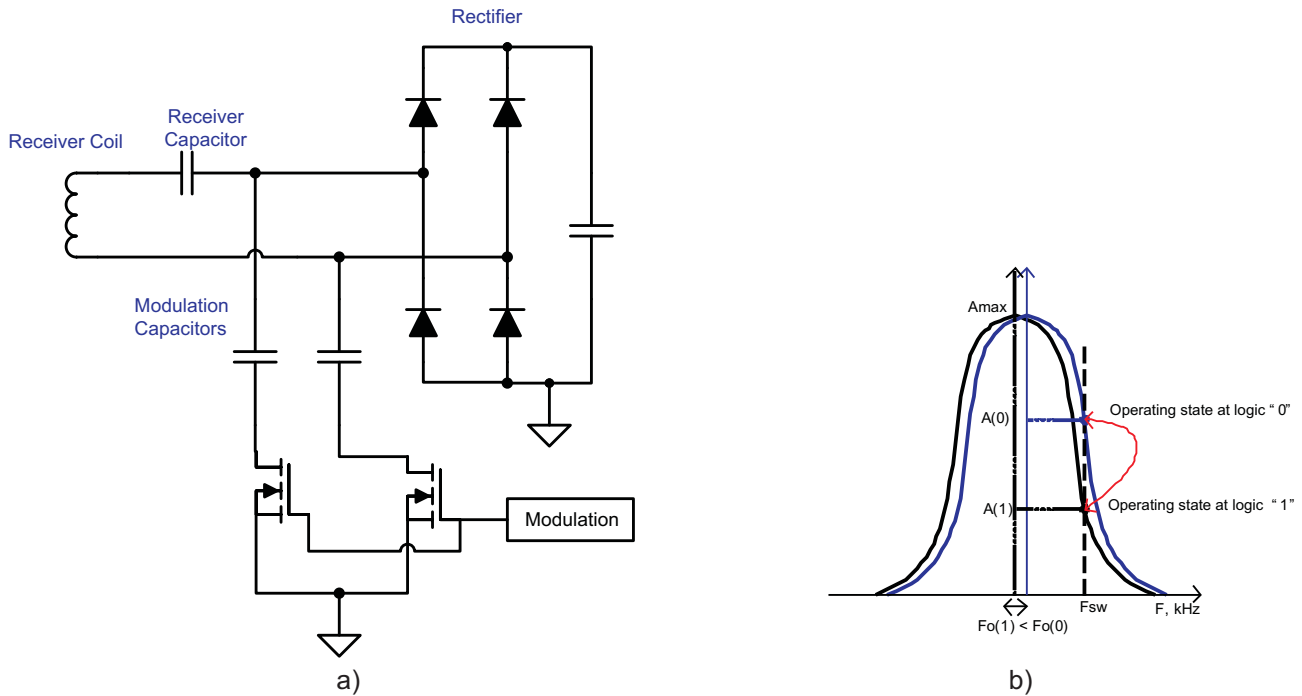 Rectifier
Receiver
Capacitor
Receiver Coil
Modulation
Capacitors
Modulation
a)
Amax
A(0)
Operating state at logic “ 0”
A(1)
Operating state at logic “ 1”
Fsw
F, kHz
Fo(1) < Fo(0)
b)